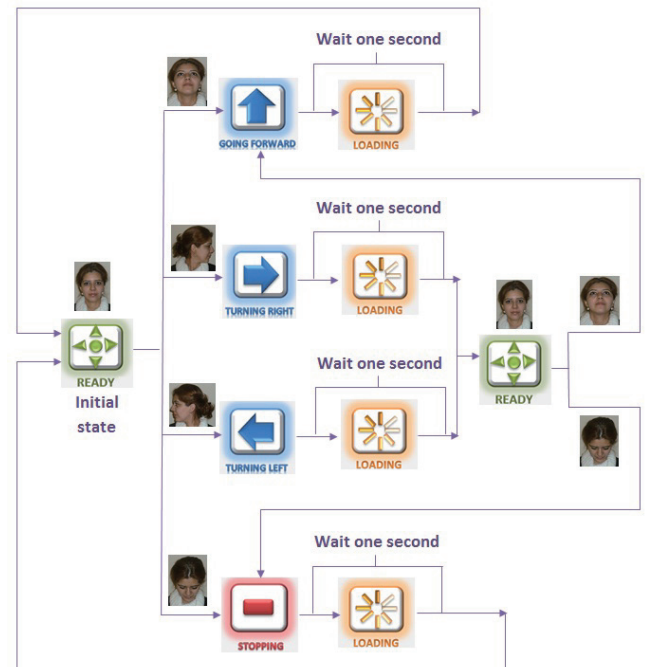 Wait one second
GOING FORWARD
LOADING
Wait one second
TURNING RIGHT
LOADING
READY
Initial
state
READY
Wait one second
TURNING LEFT
LOADING
Wait one second
STOPPING
LOADING